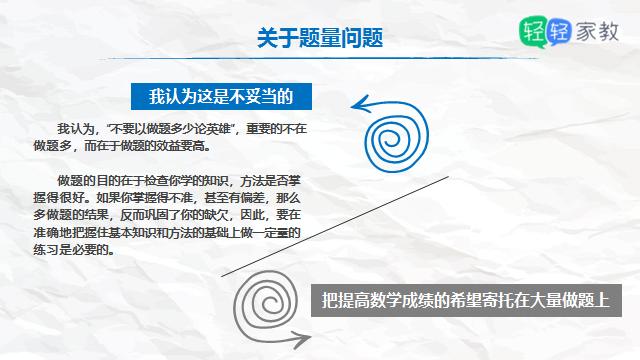 关于题量问题
轻轻家教
我认为这是不妥当的
我认为，“不要以做题多少论英雄”，重要的不在
做题多，而在于做题的效益要高。
做题的目的在于检查你学的知识，方法是否掌
握得很好。如果你掌握得不准，甚至有偏差，那么
多做题的结果，反而巩固了你的缺欠，因此，要在
准确地把握住基本知识和方法的基础上做一定量的
练习是必要的。
把提高数学成绩的希望寄托在大量做题上